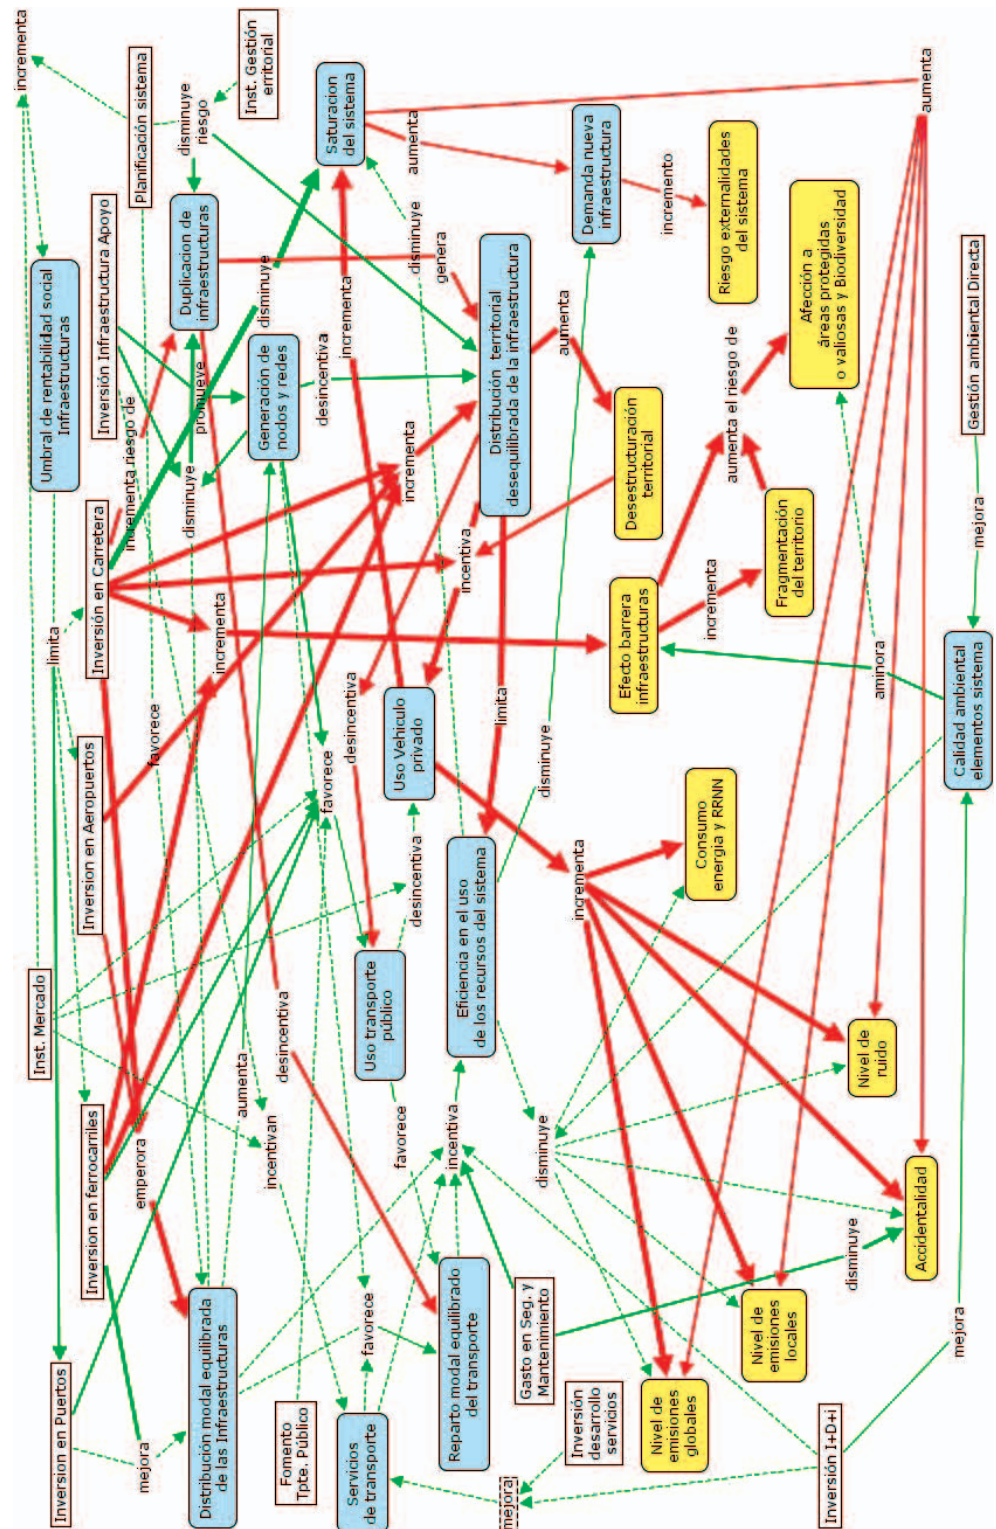 incrementa
Inst. Mercado
Inversion en Puertos
limita
Umbral de rentabilidad social
Infraestructuras
Inversion en ferrocarriles
Inversion en Aeropuertos
Inversión en Carretera
Inversión Infraestructura Apoyo
Planificación sistema
mejora
emperora
favorece
incrementa riesgo de
Distribución modal equilibrada
de las Infraestructuras
disminuye
promueve
Duplicacion de
infraestructuras
disminuye
riesgo
aumenta
incrementa
Generación de
nodos y redes
disminuye
Inst. Gestión
erritorial
Fomento
Tpte. Público
incentivan
desincentiva
favorece
desincentiva
incrementa
Saturacion
del sistema
Servicios
de transporte
favorece
Uso transporte
público
desincentiva
Uso Vehiculo
privado
incrementa
disminuye
aumenta
favorece
desincentiva
genera
Reparto modal equilibrado
del transporte
incentiva
Eficiencia en el uso
de los recursos del sistema
incentiva
Distribución territorial
desequilibrada de la infraestructura
mejora
Gasto en Seg. y
Mantenimiento
limita
disminuye
disminuye
aumenta
Demanda nueva
infraestructura
Inversión
desarrollo
servicios
incrementa
Efecto barrera
infraestructuras
Desestructuración
territorial
incremento
Nivel de
emisiones
globales
Consumo
energia y RRNN
incrementa
aumenta el riesgo de
Riesgo externalidades
del sistema
Nivel de
emisiones
locales
Fragmentación
del territorio
Afección a
áreas protegidas
o valiosas y Biodiversidad
Inversión I+D+i
disminuye
Nivel de
ruido
aminora
Accidentalidad
aumenta
mejora
Calidad ambiental
elementos sistema
mejora
Gestión ambiental Directa